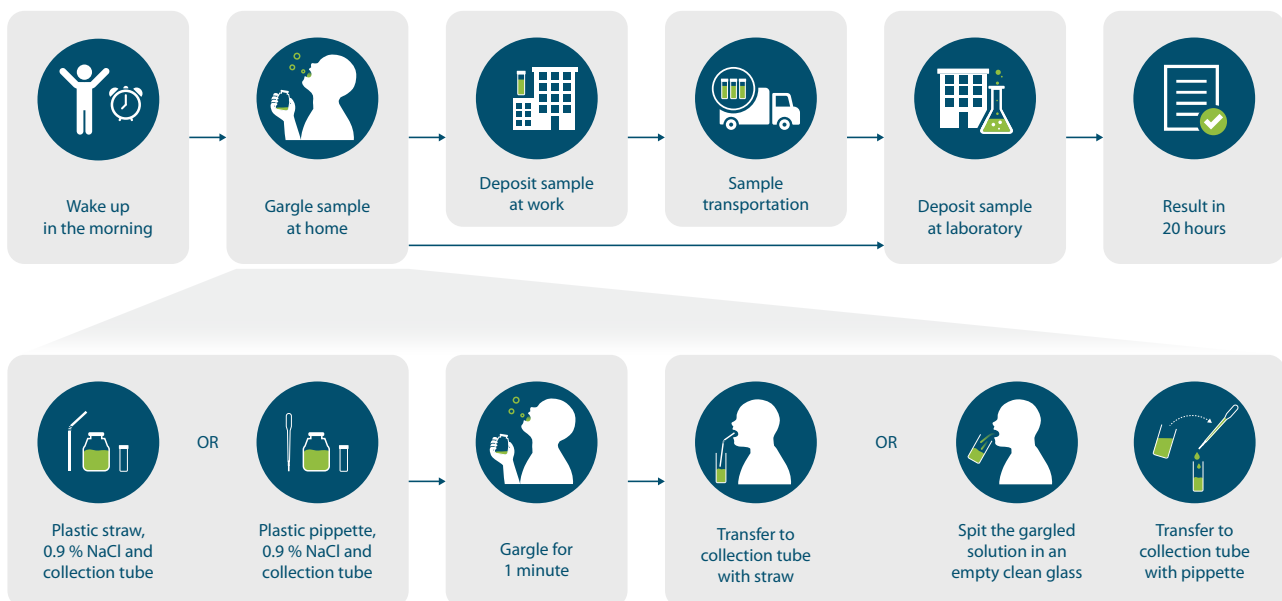 Wake up
in the morning
Gargle sample
at home
Deposit sample
at work
Sample
transportation
Deposit sample
at laboratory
Result in
20 hours
Plastic straw,
0.9 % NaCl and
collection tube
OR
Plastic pippette,
0.9 % NaCl and
collection tube
Gargle for
1 minute
Transfer to
collection tube
with straw
OR
Spit the gargled
solution in an
empty clean glass
Transfer to
collection tube
with pippette